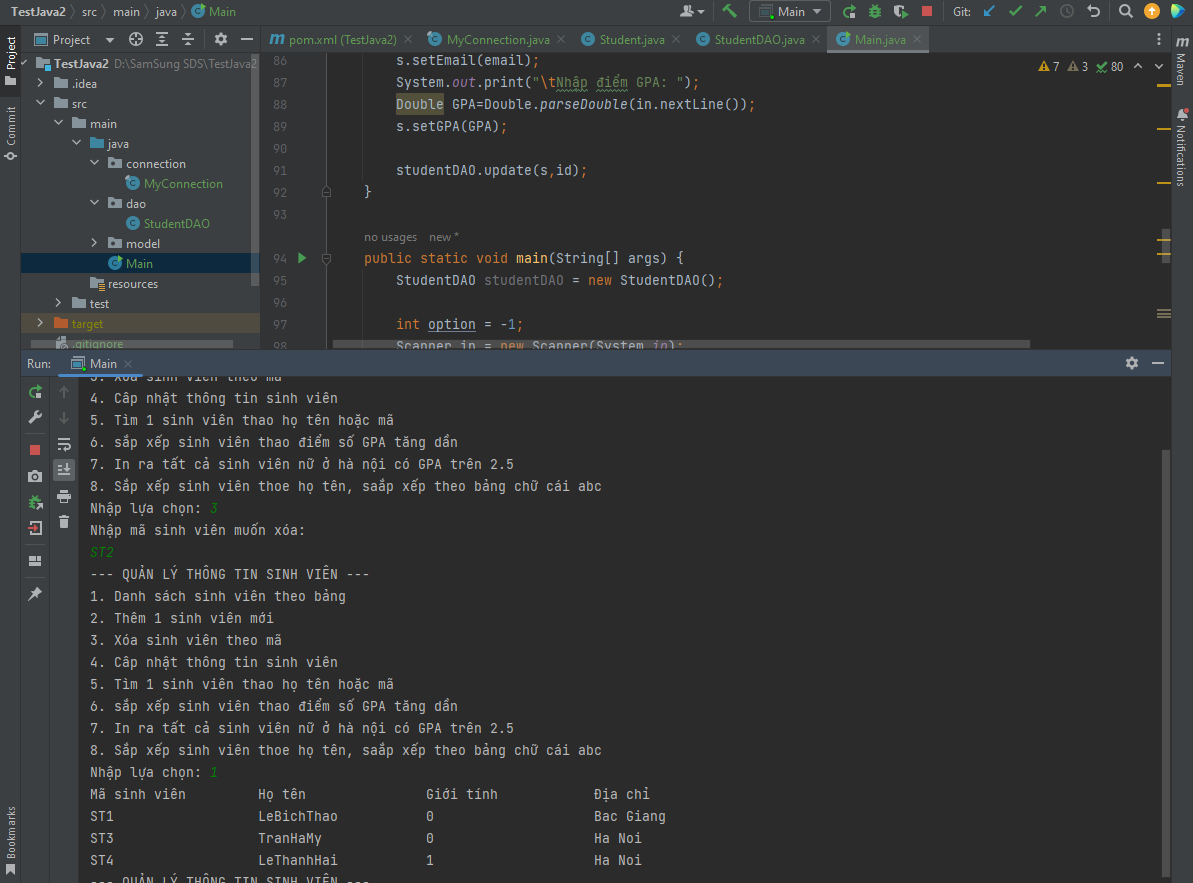 TestJava2 src main java Main
Main
Git:
Project
pom.xml (TestJava2)
MyConnection.java
Student.java
StudentDAO.java
Main.java
Project
Commit
Bookmarks
Maven
Notifications
TestJava2 D:\SamSung SDS\TestJava2
.idea
src
main
java
connection
MyConnection
dao
StudentDAO
model
Main
resources
test
target
.gitignore
7 3 80
86 s.setEmail(email);
87 System.out.print("\tNhập điểm GPA: ");
88 Double GPA=Double.parseDouble(in.nextLine());
89 s.setGPA(GPA);
90
91 studentDAO.update(s,id);
92 }
93
no usages new *
94 public static void main(String[] args) {
95 StudentDAO studentDAO = new StudentDAO();
96
97 int option = -1;
98 Scanner in = new Scanner(System.in);
Run: Main
3. Xóa sinh viên theo mã
4. Câp nhật thông tin sinh viên
5. Tìm 1 sinh viên thao họ tên hoặc mã
6. sắp xếp sinh viên thao điểm số GPA tăng dần
7. In ra tất cả sinh viên nữ ở hà nội có GPA trên 2.5
8. Sắp xếp sinh viên thoe họ tên, saắp xếp theo bảng chữ cái abc
Nhập lựa chọn: 3
Nhập mã sinh viên muốn xóa:
ST2
--- QUẢN LÝ THÔNG TIN SINH VIÊN ---
1. Danh sách sinh viên theo bảng
2. Thêm 1 sinh viên mới
3. Xóa sinh viên theo mã
4. Câp nhật thông tin sinh viên
5. Tìm 1 sinh viên thao họ tên hoặc mã
6. sắp xếp sinh viên thao điểm số GPA tăng dần
7. In ra tất cả sinh viên nữ ở hà nội có GPA trên 2.5
8. Sắp xếp sinh viên thoe họ tên, saắp xếp theo bảng chữ cái abc
Nhập lựa chọn: 1
Mã sinh viên Họ tên Giới tính Địa chỉ
ST1 LeBichThao 0 Bac Giang
ST3 TranHaMy 0 Ha Noi
ST4 LeThanhHai 1 Ha Noi
--- QUẢN LÝ THÔNG TIN SINH VIÊN ---